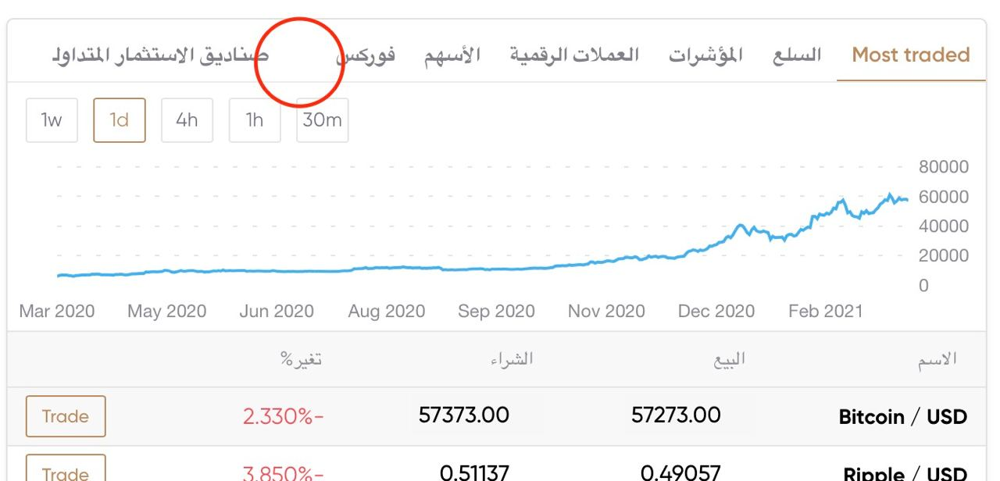 Most traded السلع المؤشرات العملات الرقمية الأسهم فوركس صناديق الاستثمار المتداول
1w 1d 4h 1h 30m
80000
60000
40000
20000
0
Mar 2020 May 2020 Jun 2020 Aug 2020 Sep 2020 Nov 2020 Dec 2020 Feb 2021
الاسم البيع الشراء تغير%
Bitcoin / USD 57273.00 57373.00 2.330%- Trade
Ripple / USD 0.49057 0.51137 3.850%- Trade